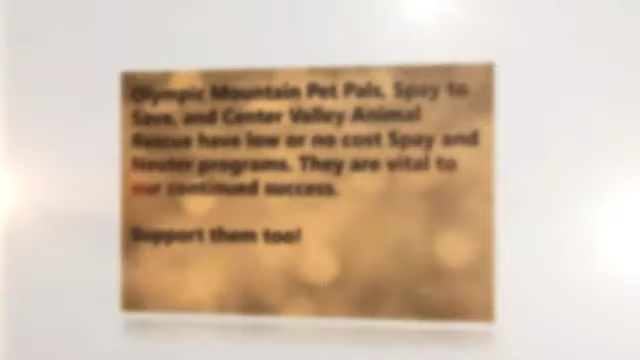 Olympic Mountain Pet Pals, Spay to
Save, and Center Valley Animal
Rescue have low or no cost Spay and
Neuter programs. They are vital to
our continued success.
Support them too!